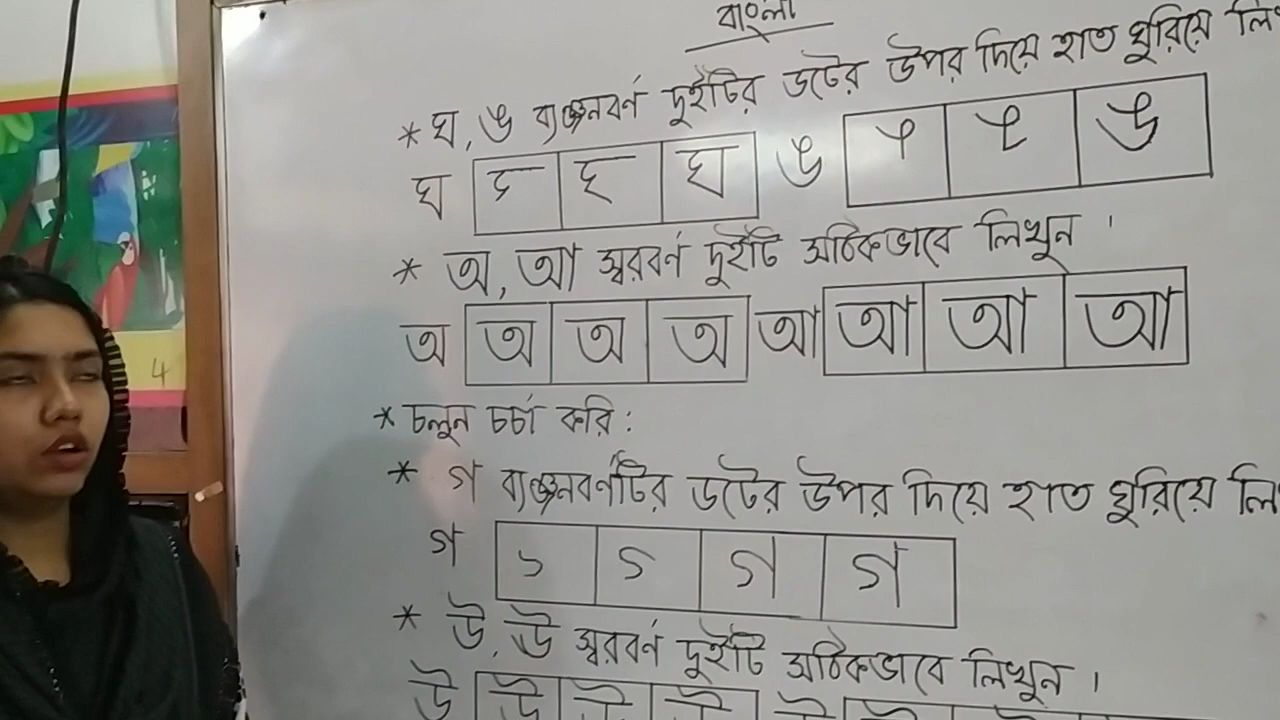 বাংলা
* ঘ, ঙ ব্যঞ্জনবর্ণ দুইটির ডটের উপর দিয়ে হাত ঘুরিয়ে
ঘ ঘ ঙ ঙ
* অ, আ স্বরবর্ণ দুইটি সঠিকভাবে লিখুন ।
অ অ অ অ আ আ আ আ
* চলুন চর্চা করি :
* গ ব্যঞ্জনবর্ণটির ডটের উপর দিয়ে হাত ঘুরিয়ে
গ গ গ
* উ, ঊ স্বরবর্ণ দুইটি সঠিকভাবে লিখুন ।
উ উ উ উ
4